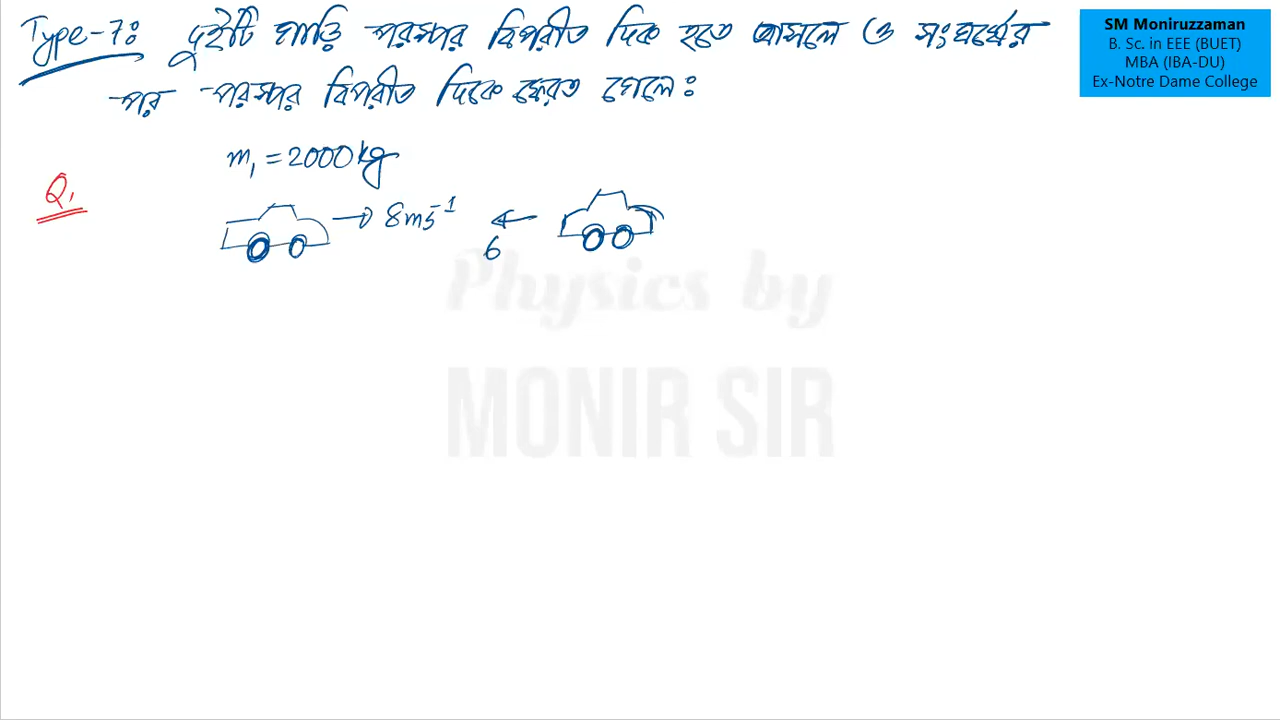 Type-7: দুইটি গাড়ি পরস্পর বিপরীত দিক হতে আসলে ও সংঘর্ষের
পর পরস্পর বিপরীত দিকে ফেরত গেলেঃ
SM Moniruzzaman
B. Sc. in EEE (BUET)
MBA (IBA-DU)
Ex-Notre Dame College
m₁ = 2000kg
Q.
→ 8ms⁻¹
←
6
Physics by
MONIR SIR